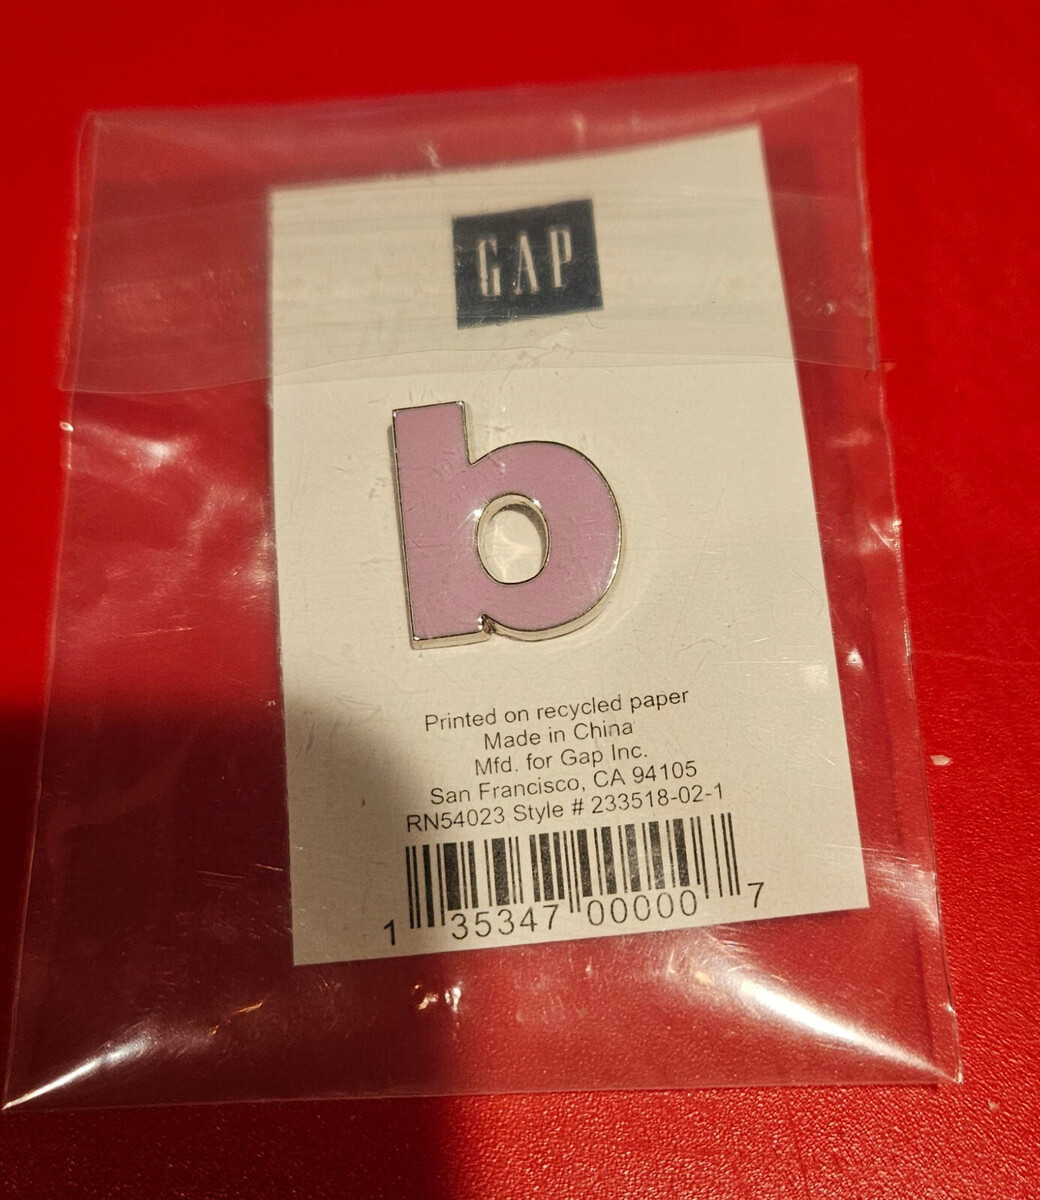 GAP
b
Printed on recycled paper
Made in China
Mfd. for Gap Inc.
San Francisco, CA 94105
RN54023 Style # 233518-02-1
1 35347 00000 7